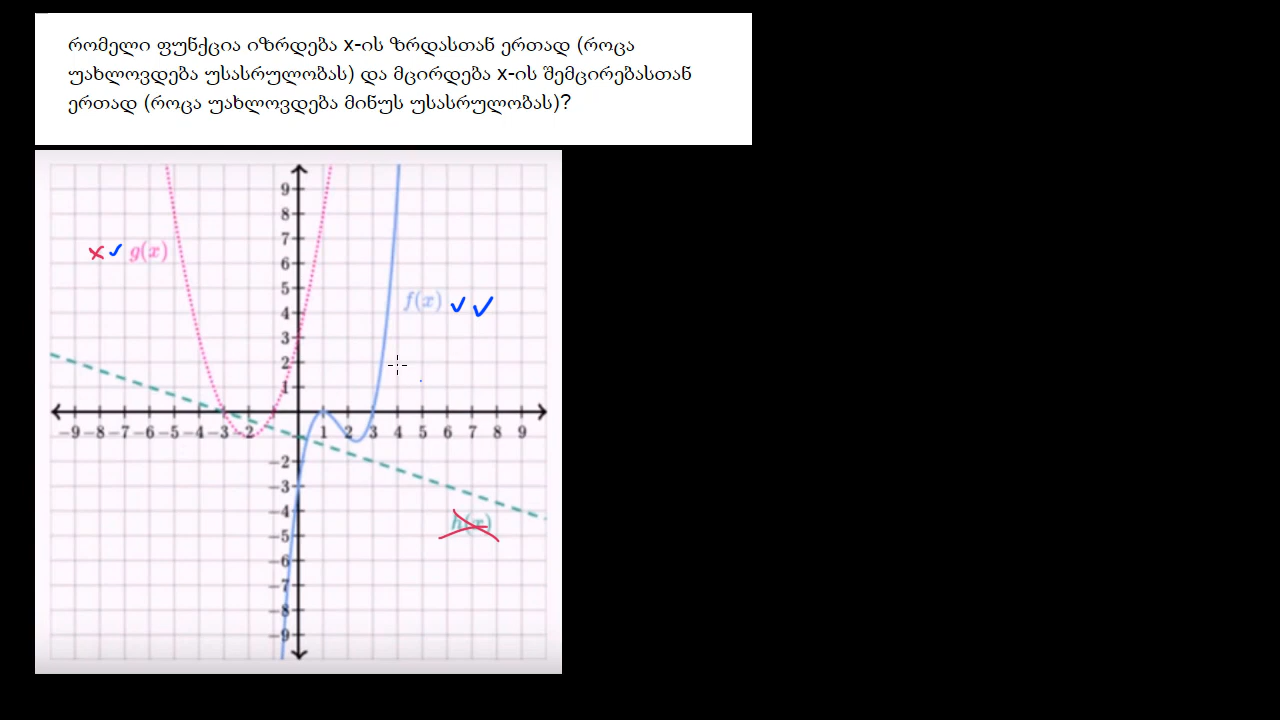 რომელი ფუნქცია იზრდება x-ის ზრდასთან ერთად (როცა
უახლოვდება უსასრულობას) და მცირდება x-ის შემცირებასთან
ერთად (როცა უახლოვდება მინუს უსასრულობას)?
9
8
7
g(x)
6
5
f(x)
4
3
2
1
-9 -8 -7 -6 -5 -4 -3 -2 1 2 3 4 5 6 7 8 9
-2
-3
-4
h(x)
-5
-6
-7
-8
-9